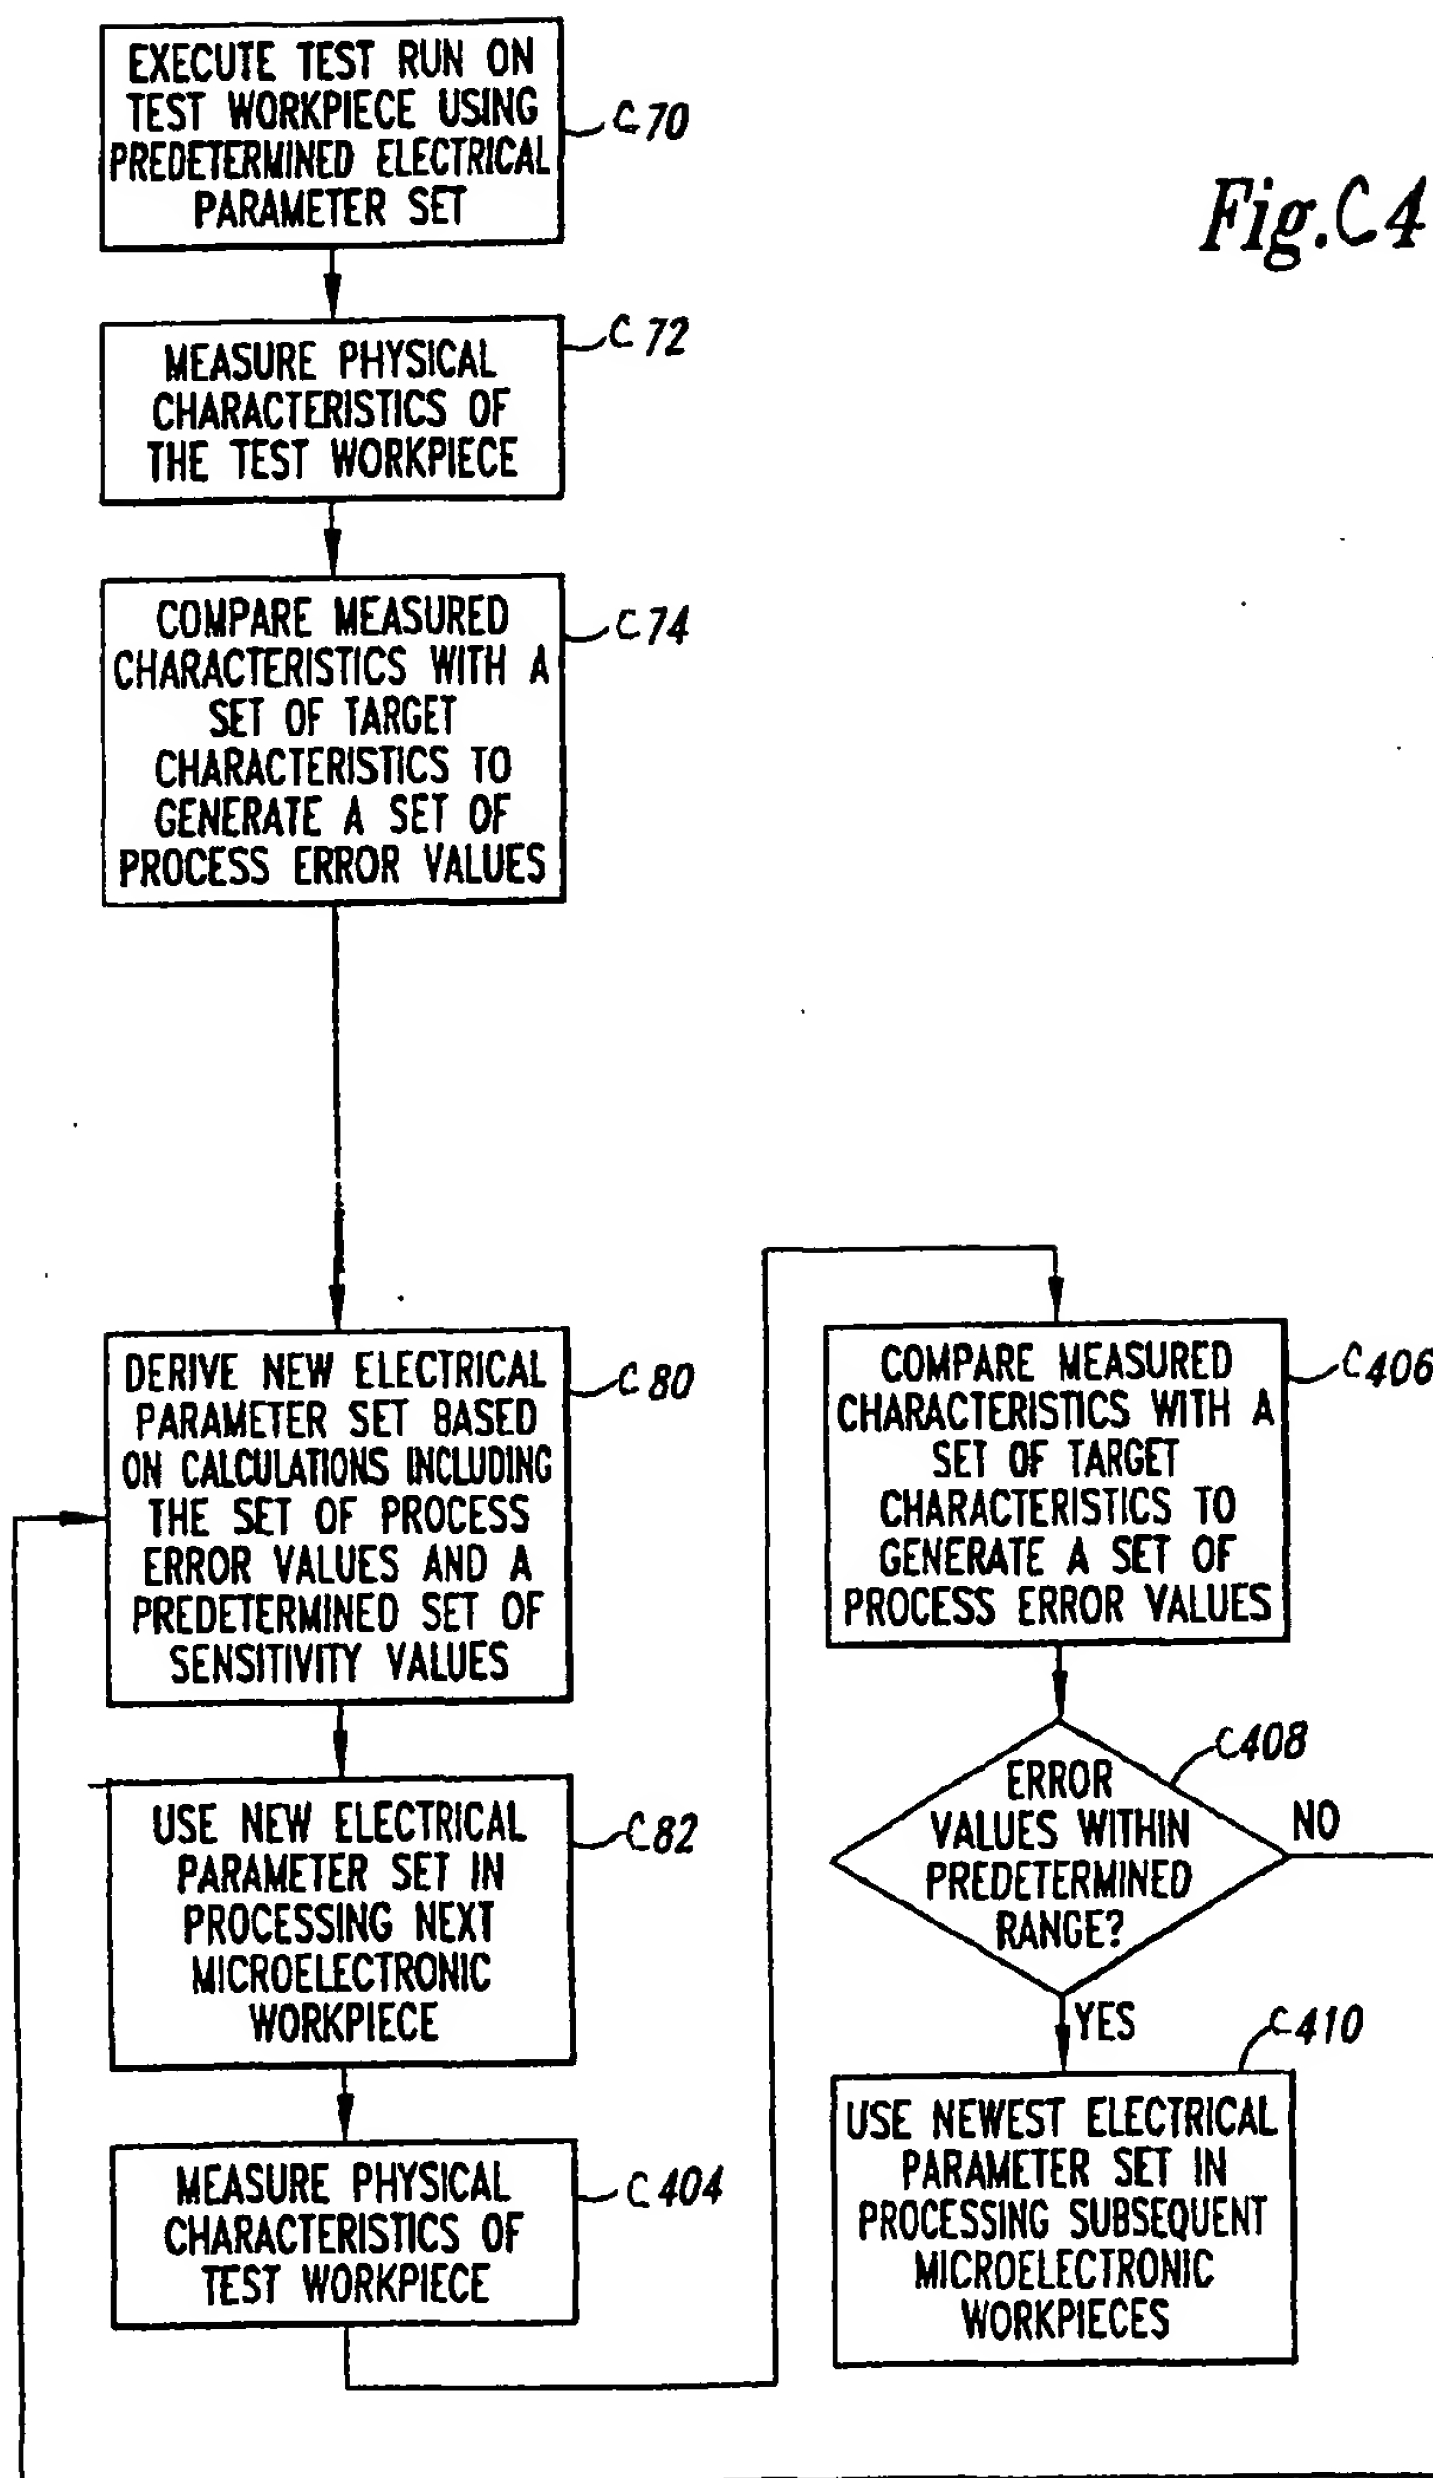 EXECUTE TEST RUN ON
TEST WORKPIECE USING
PREDETERMINED ELECTRICAL
PARAMETER SET
C70
Fig.C4
MEASURE PHYSICAL
CHARACTERISTICS OF
THE TEST WORKPIECE
C72
COMPARE MEASURED
CHARACTERISTICS WITH A
SET OF TARGET
CHARACTERISTICS TO
GENERATE A SET OF
PROCESS ERROR VALUES
C74
DERIVE NEW ELECTRICAL
PARAMETER SET BASED
ON CALCULATIONS INCLUDING
THE SET OF PROCESS
ERROR VALUES AND A
PREDETERMINED SET OF
SENSITIVITY VALUES
C80
USE NEW ELECTRICAL
PARAMETER SET IN
PROCESSING NEXT
MICROELECTRONIC
WORKPIECE
C82
MEASURE PHYSICAL
CHARACTERISTICS OF
TEST WORKPIECE
C404
COMPARE MEASURED
CHARACTERISTICS WITH A
SET OF TARGET
CHARACTERISTICS TO
GENERATE A SET OF
PROCESS ERROR VALUES
C406
ERROR
VALUES WITHIN
PREDETERMINED
RANGE?
C408
NO
YES
C410
USE NEWEST ELECTRICAL
PARAMETER SET IN
PROCESSING SUBSEQUENT
MICROELECTRONIC
WORKPIECES